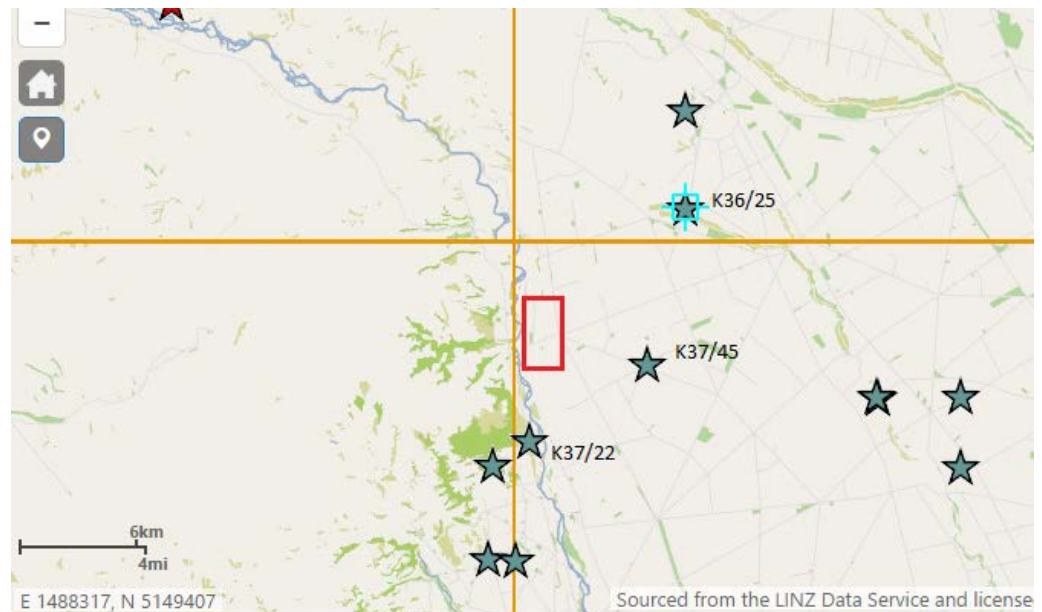 −
K36/25
K37/45
K37/22
6km
4mi
E 1488317, N 5149407
Sourced from the LINZ Data Service and license